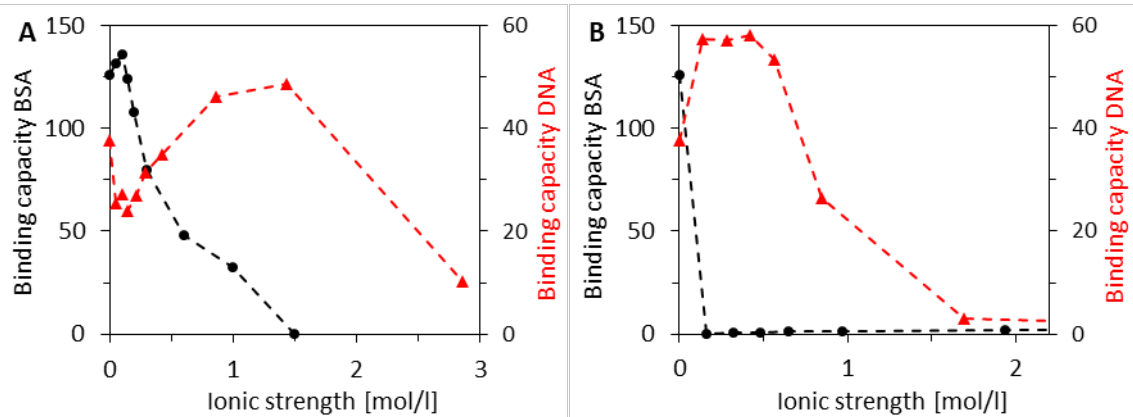 A
Binding capacity BSA
150
100
50
0
60
40
20
0
Binding capacity DNA
0 1 2 3
Ionic strength [mol/l]
B
Binding capacity BSA
150
100
50
0
60
40
20
0
Binding capacity DNA
0 1 2
Ionic strength [mol/l]